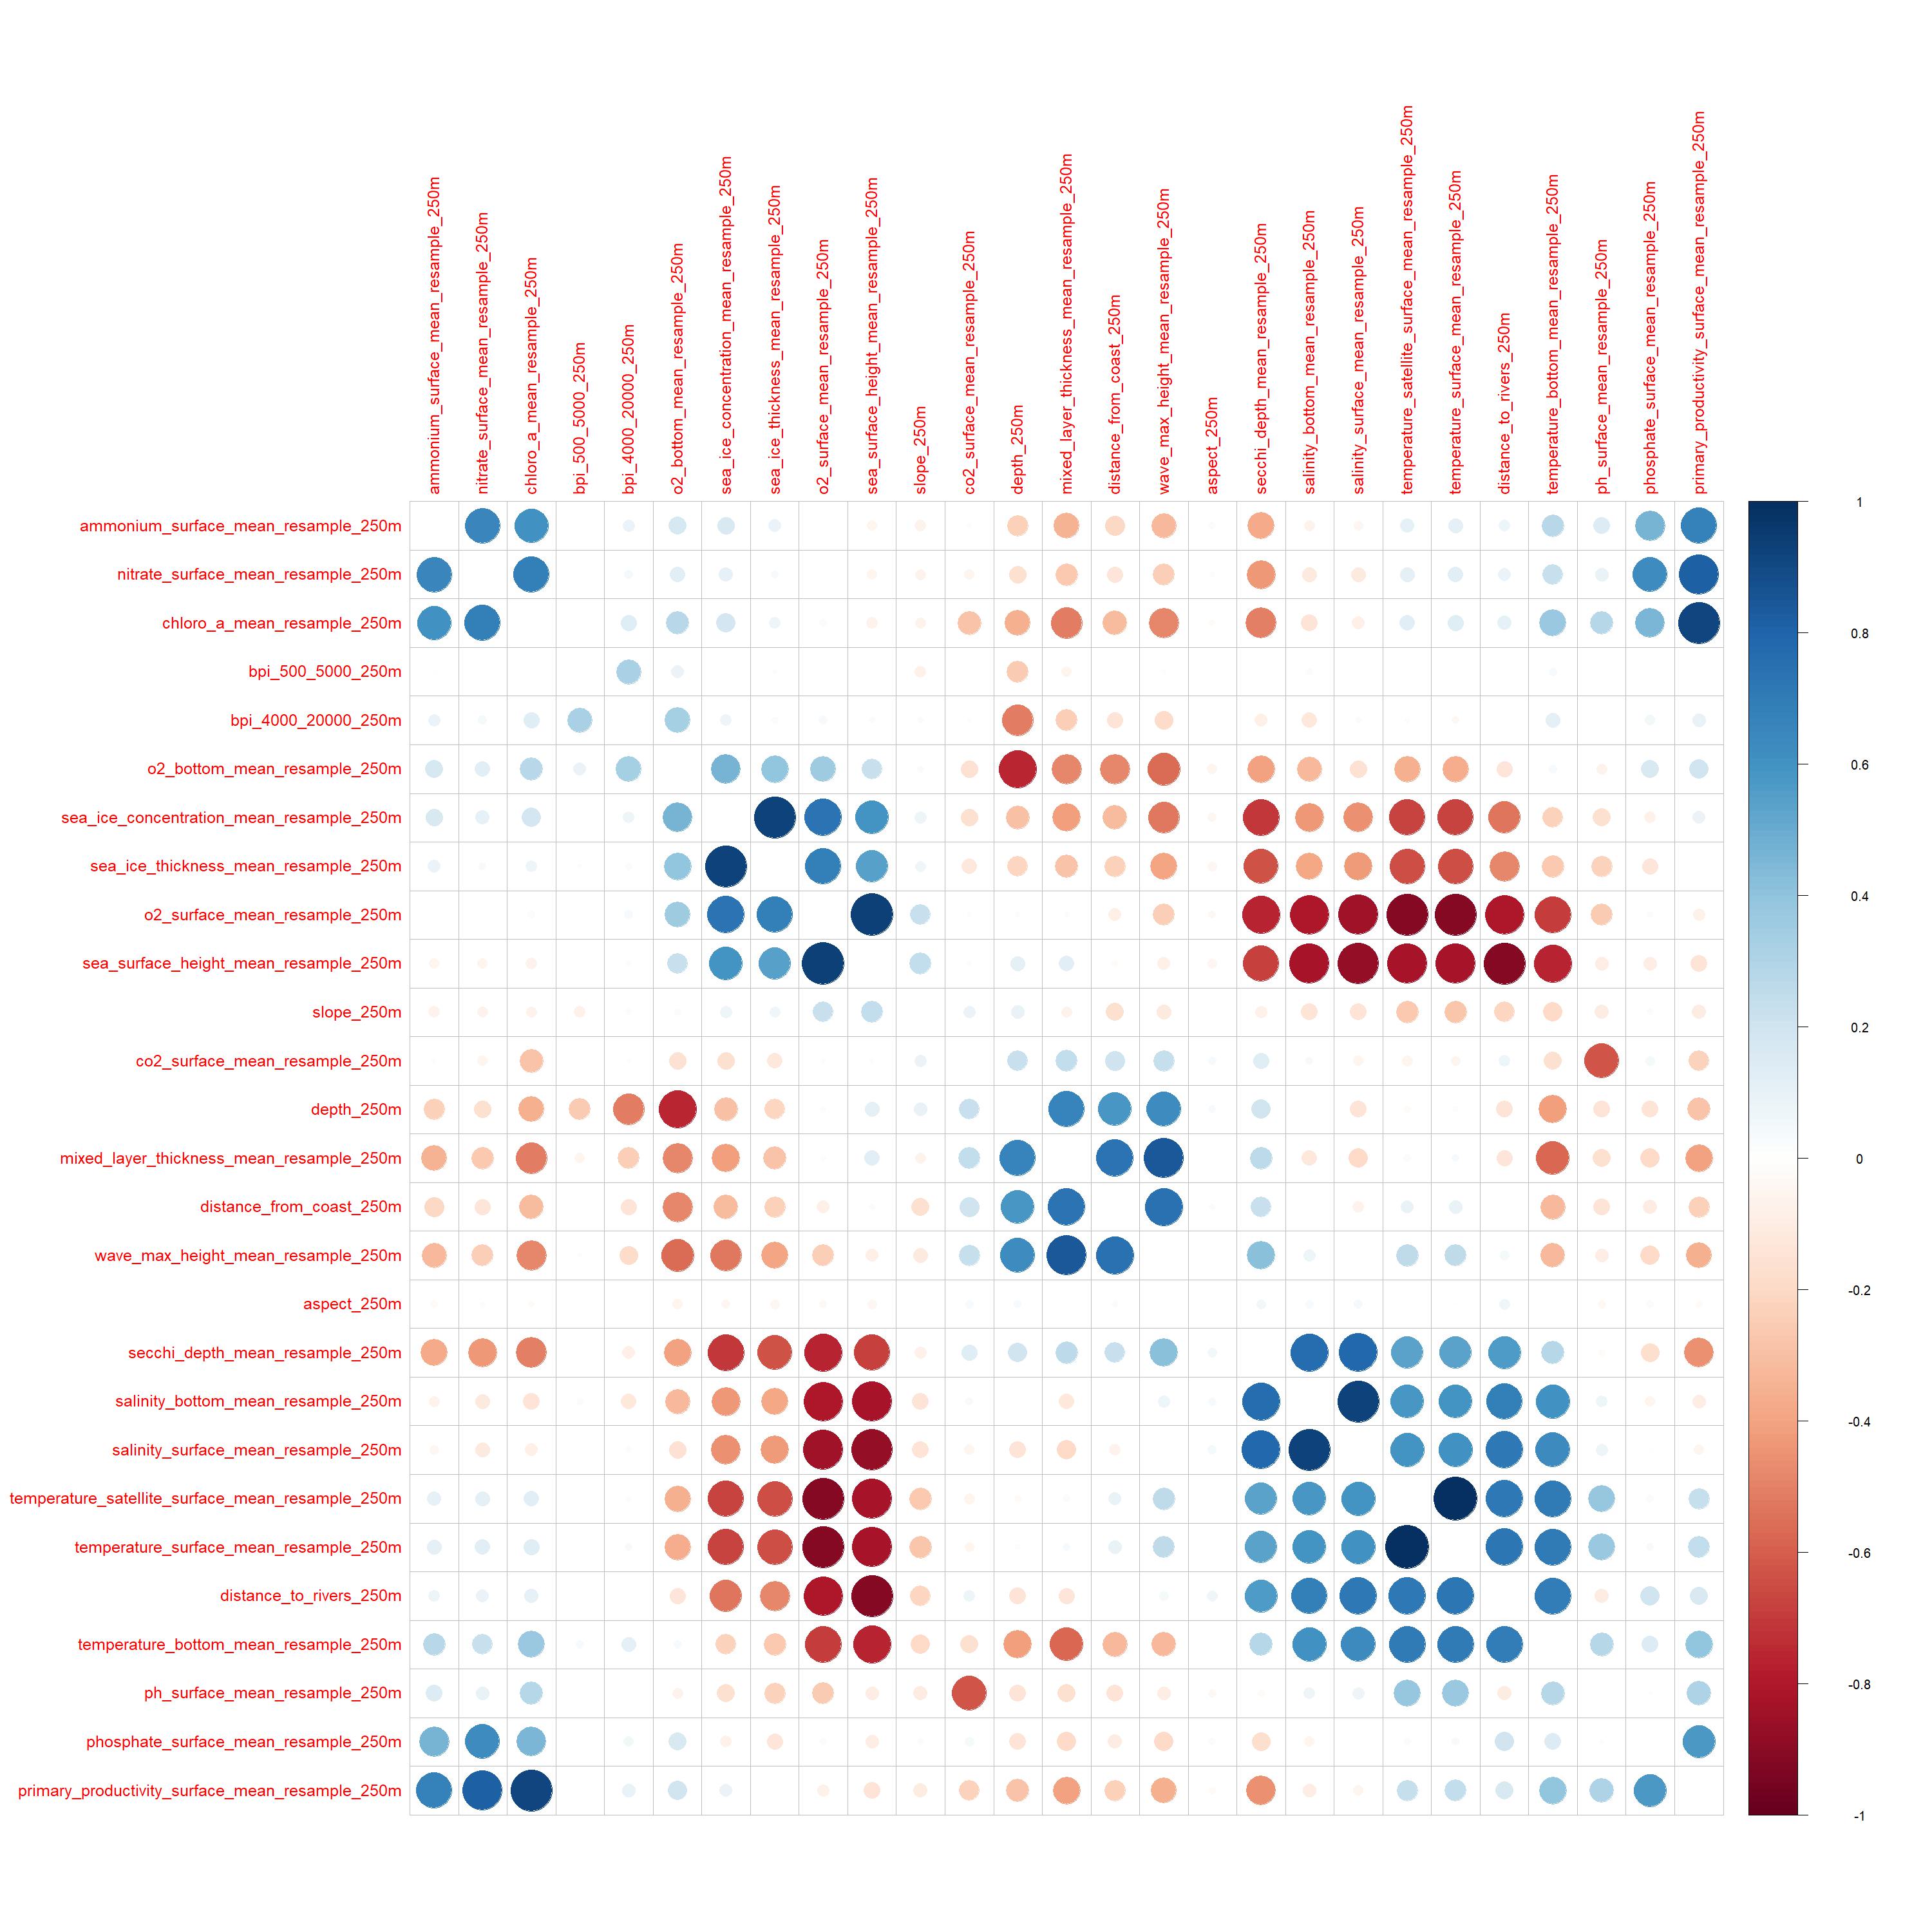 ammonium_surface_mean_resample_250m
nitrate_surface_mean_resample_250m
chloro_a_mean_resample_250m
bpi_500_5000_250m
bpi_4000_20000_250m
o2_bottom_mean_resample_250m
sea_ice_concentration_mean_resample_250m
sea_ice_thickness_mean_resample_250m
o2_surface_mean_resample_250m
sea_surface_height_mean_resample_250m
slope_250m
co2_surface_mean_resample_250m
depth_250m
mixed_layer_thickness_mean_resample_250m
distance_from_coast_250m
wave_max_height_mean_resample_250m
aspect_250m
secchi_depth_mean_resample_250m
salinity_bottom_mean_resample_250m
salinity_surface_mean_resample_250m
temperature_satellite_surface_mean_resample_250m
temperature_surface_mean_resample_250m
distance_to_rivers_250m
temperature_bottom_mean_resample_250m
ph_surface_mean_resample_250m
phosphate_surface_mean_resample_250m
primary_productivity_surface_mean_resample_250m
ammonium_surface_mean_resample_250m
nitrate_surface_mean_resample_250m
chloro_a_mean_resample_250m
bpi_500_5000_250m
bpi_4000_20000_250m
o2_bottom_mean_resample_250m
sea_ice_concentration_mean_resample_250m
sea_ice_thickness_mean_resample_250m
o2_surface_mean_resample_250m
sea_surface_height_mean_resample_250m
slope_250m
co2_surface_mean_resample_250m
depth_250m
mixed_layer_thickness_mean_resample_250m
distance_from_coast_250m
wave_max_height_mean_resample_250m
aspect_250m
secchi_depth_mean_resample_250m
salinity_bottom_mean_resample_250m
salinity_surface_mean_resample_250m
temperature_satellite_surface_mean_resample_250m
temperature_surface_mean_resample_250m
distance_to_rivers_250m
temperature_bottom_mean_resample_250m
ph_surface_mean_resample_250m
phosphate_surface_mean_resample_250m
primary_productivity_surface_mean_resample_250m
1
0.8
0.6
0.4
0.2
0
-0.2
-0.4
-0.6
-0.8
-1